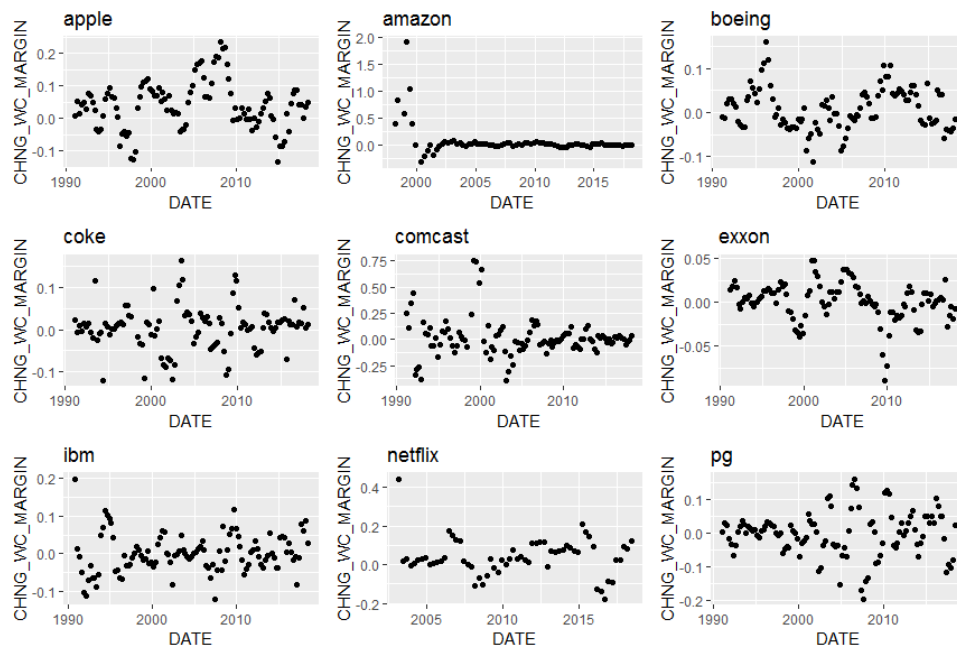 apple
CHNG_WC_MARGIN
0.2
0.1
0.0
-0.1
1990
2000
2010
DATE
amazon
CHNG_WC_MARGIN
2.0
1.5
1.0
0.5
0.0
2000
2005
2010
2015
DATE
boeing
CHNG_WC_MARGIN
0.1
0.0
-0.1
1990
2000
2010
DATE
coke
CHNG_WC_MARGIN
0.1
0.0
-0.1
1990
2000
2010
DATE
comcast
CHNG_WC_MARGIN
0.75
0.50
0.25
0.00
-0.25
1990
2000
2010
DATE
exxon
CHNG_WC_MARGIN
0.05
0.00
-0.05
1990
2000
2010
DATE
ibm
CHNG_WC_MARGIN
0.2
0.1
0.0
-0.1
1990
2000
2010
DATE
netflix
CHNG_WC_MARGIN
0.4
0.2
0.0
-0.2
2005
2010
2015
DATE
pg
CHNG_WC_MARGIN
0.1
0.0
-0.1
-0.2
1990
2000
2010
DATE